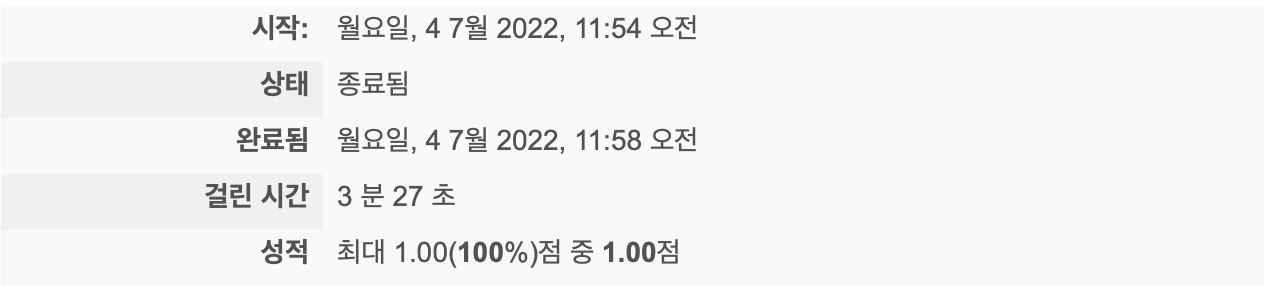 시작: 월요일, 4 7월 2022, 11:54 오전
상태 종료됨
완료됨 월요일, 4 7월 2022, 11:58 오전
걸린 시간 3 분 27 초
성적 최대 1.00(100%)점 중 1.00점